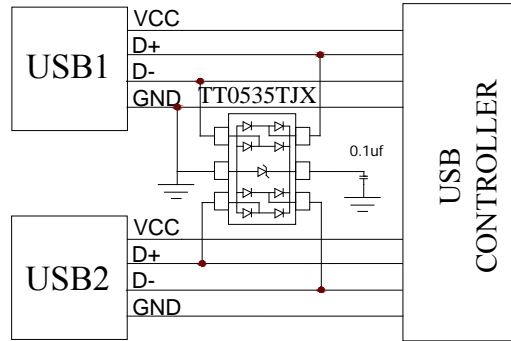 USB1
VCC
D+
D-
GND
TT0535TJX
0.1uf
USB2
VCC
D+
D-
GND
USB
CONTROLLER